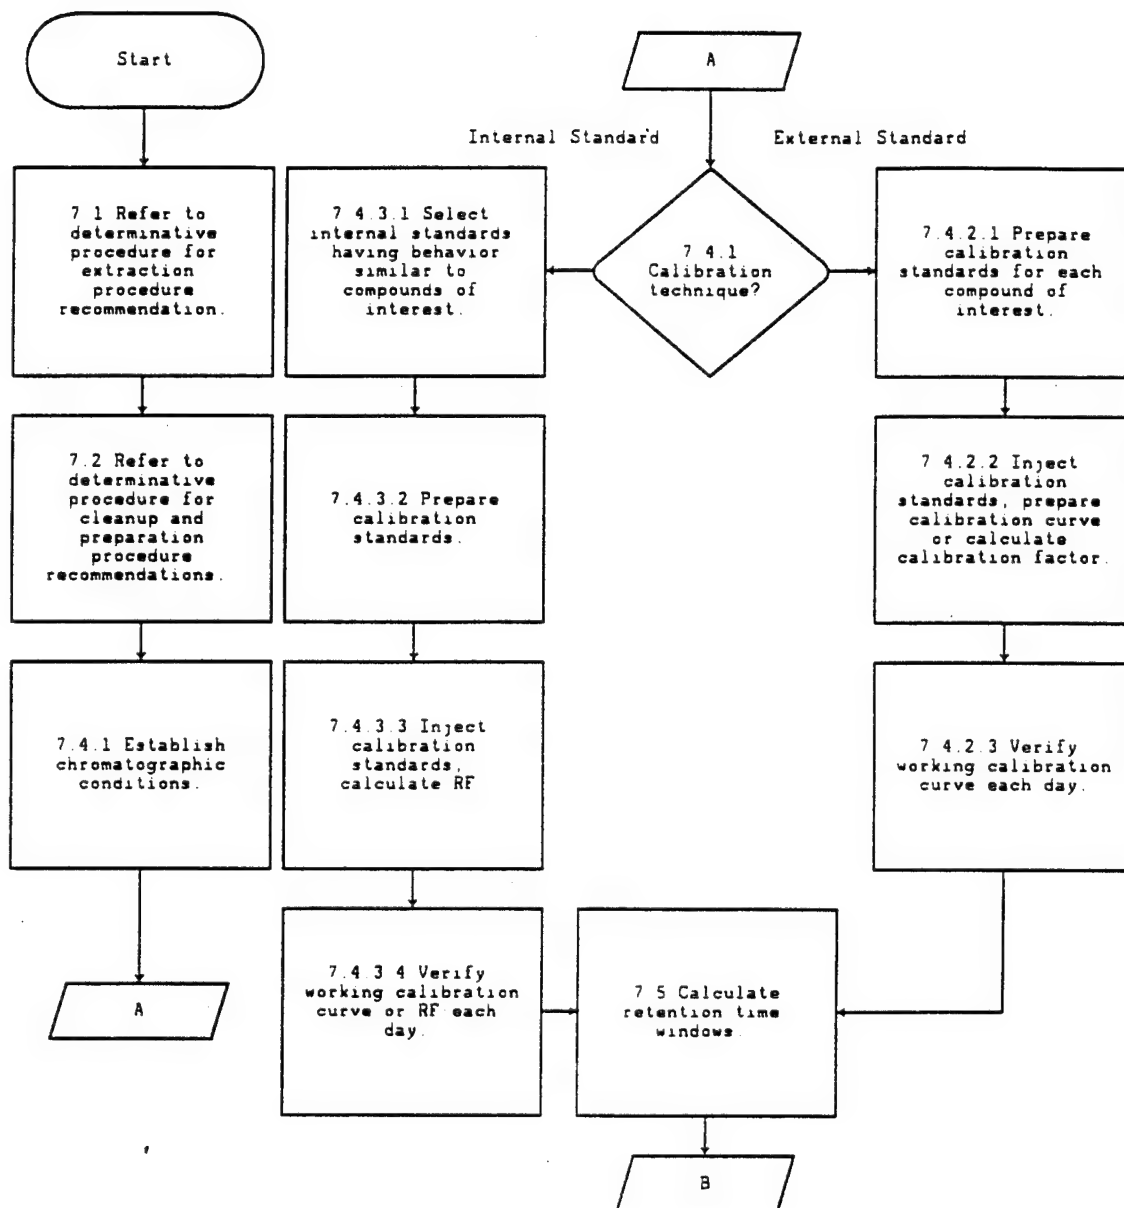 Start
7 1 Refer to
determinative
procedure for
extraction
procedure
recommendation.
7.2 Refer to
determinative
procedure for
cleanup and
preparation
procedure
recommendations.
7.4.1 Establish
chromatographic
conditions.
A
A
Internal Standard
External Standard
7 4.1
Calibration
technique?
7 4.3.1 Select
internal standards
having behavior
similar to
compounds of
interest.
7.4.3.2 Prepare
calibration
standards.
7.4.3.3 Inject
calibration
standards,
calculate RF
7.4.3 4 Verify
working calibration
curve or RF each
day.
7.4.2.1 Prepare
calibration
standards for each
compound of
interest.
7 4.2.2 Inject
calibration
standards, prepare
calibration curve
or calculate
calibration factor.
7 4.2.3 Verify
working calibration
curve each day.
7 5 Calculate
retention time
windows.
B